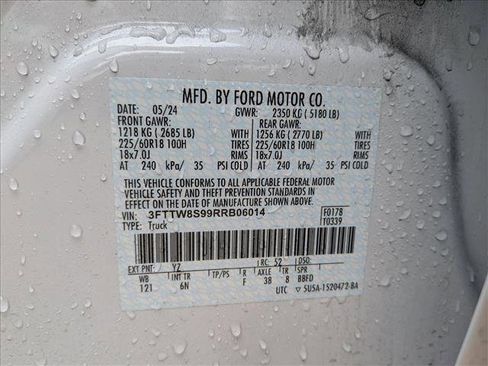 MFD. BY FORD MOTOR CO.
DATE: 05/24 GVWR: 2350 KG ( 5180 LB)
FRONT GAWR: REAR GAWR:
1218 KG ( 2685 LB) 1256 KG ( 2770 LB)
225/60R18 100H TIRES 225/60R18 100H TIRES
18x7.0J RIMS 18x7.0J RIMS
AT 240 kPa/ 35 PSI COLD AT 240 kPa/ 35 PSI COLD
THIS VEHICLE CONFORMS TO ALL APPLICABLE FEDERAL MOTOR
VEHICLE SAFETY AND THEFT PREVENTION STANDARDS
IN EFFECT ON THE DATE OF MANUFACTURE SHOWN ABOVE.
VIN: 3FTTW8S99RRB06014 F0178
TYPE: Truck T0339
EXT PNT: YZ RC: 52 DSO:
WB INT TR TP/PS R AXLE TR SPR
121 6N F 38 8 BBFD
UTC ▽ 5U5A-1520472-BA